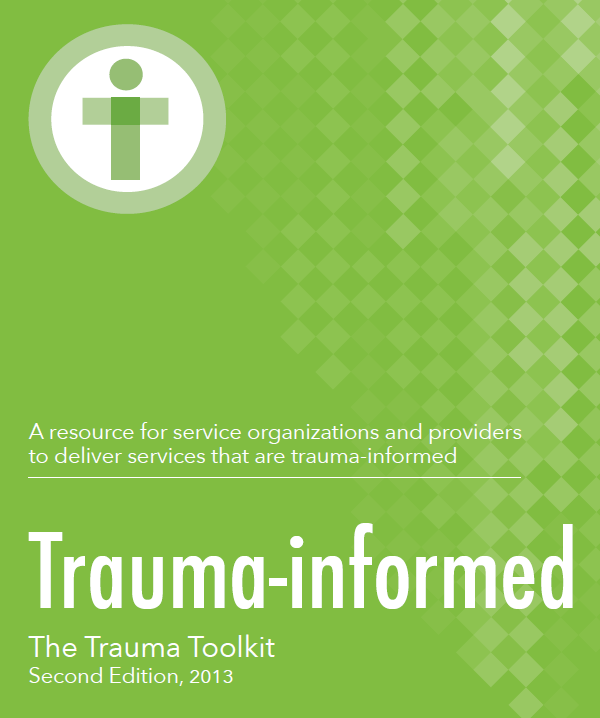 A resource for service organizations and providers
to deliver services that are trauma-informed
Trauma-informed
The Trauma Toolkit
Second Edition, 2013